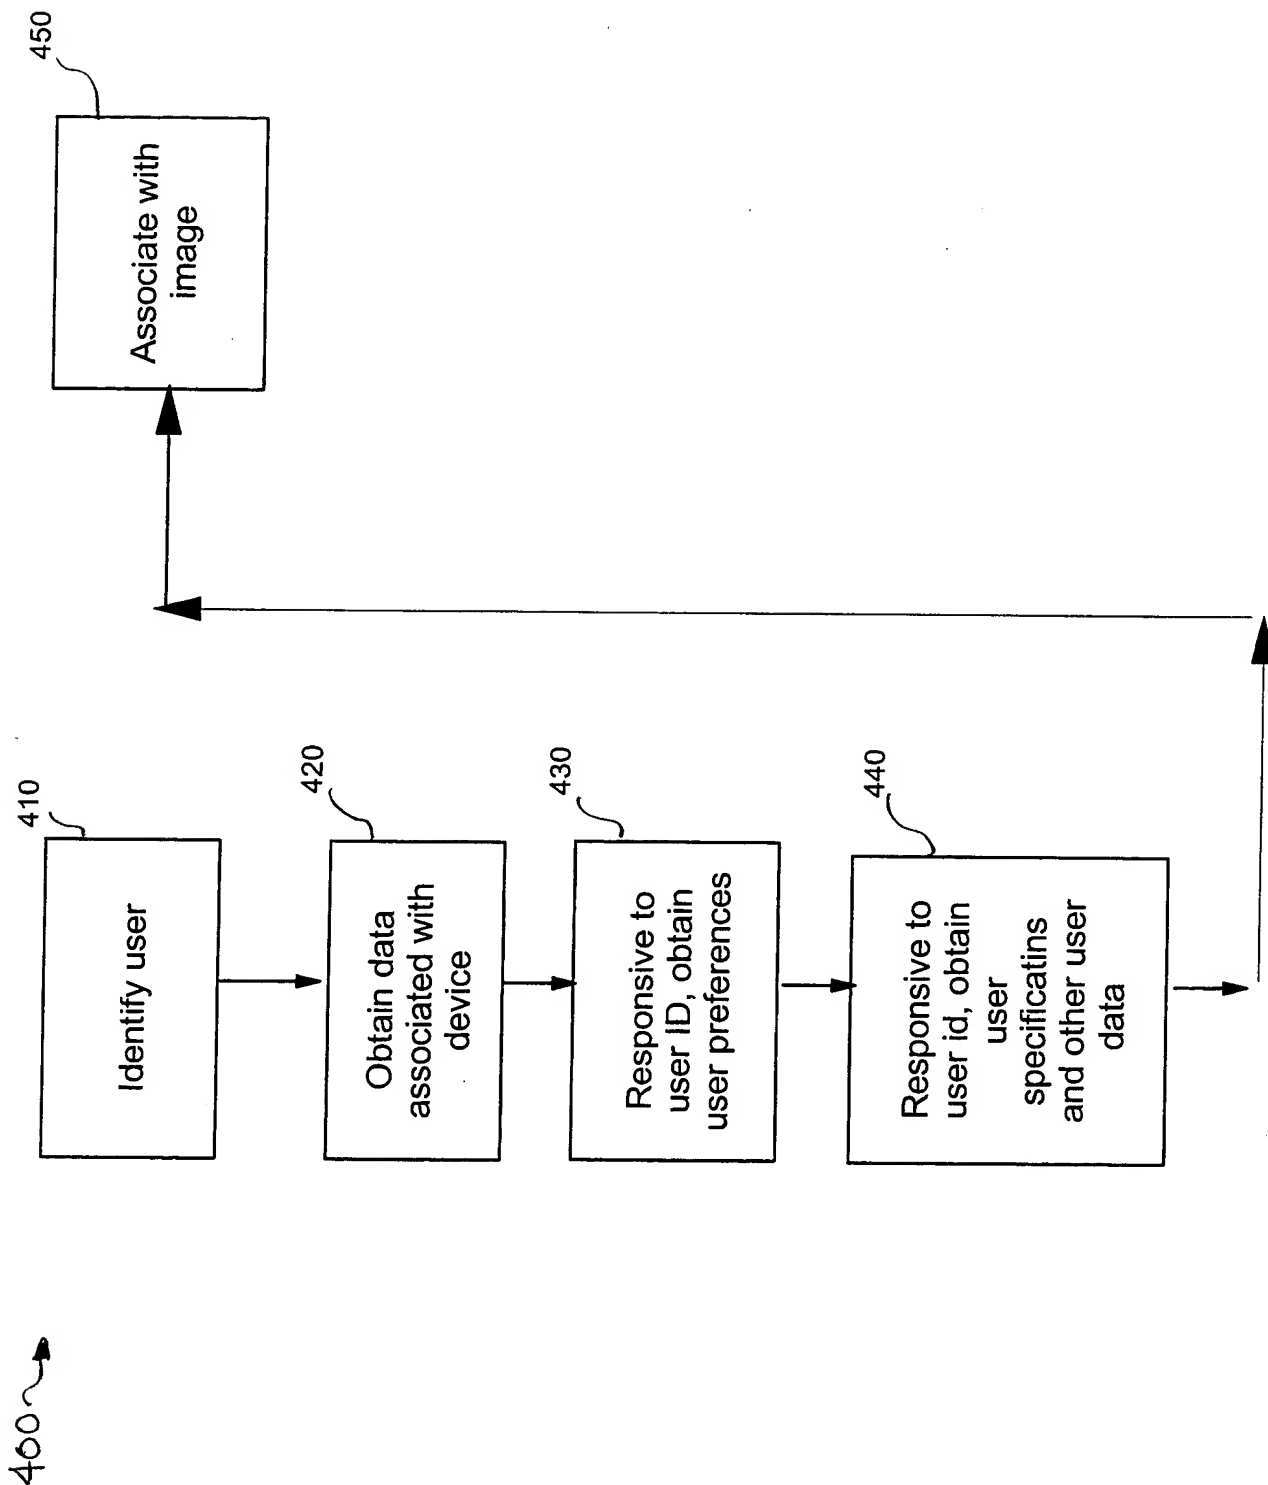 400
410
Identify user
420
Obtain data
associated with
device
430
Responsive to
user ID, obtain
user preferences
440
Responsive to
user id, obtain
user
specificatins
and other user
data
450
Associate with
image